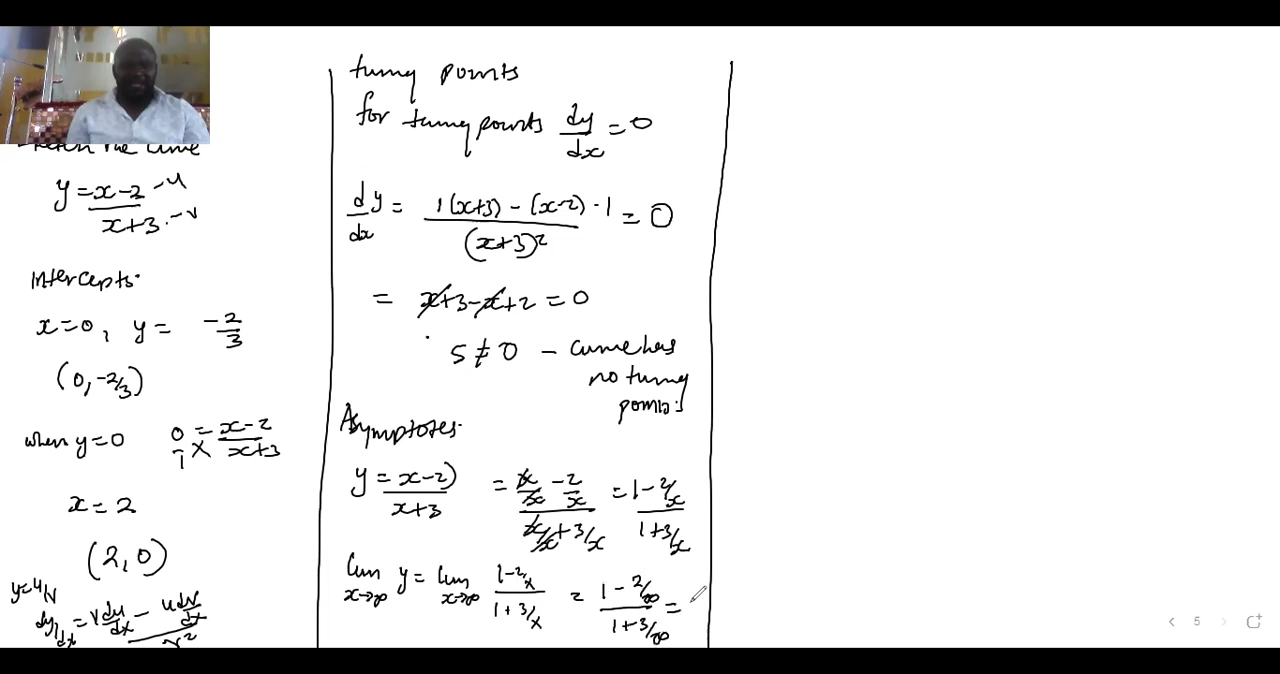 Sketch the curve
y = x-2 -u
x+3 -v
Intercepts.
x=0, y = -2/3
(0, -2/3)
when y=0 0/1 = x-2/x+3
x = 2
(2, 0)
y=u/v
dy/dx = v du/dx - u dv/dx
v²
turning points
for turning points dy/dx = 0
dy/dx = 1(x+3) - (x-2)·1 = 0
(x+3)²
= x+3-x+2 = 0
5 ≠ 0 - curve has
no turning
points.
Asymptotes.
y = x-2/x+3 = x/x - 2/x / x/x + 3/x = 1-2/x / 1+3/x
lim x→∞ y = lim x→∞ 1-2/x / 1+3/x = 1-2/∞ / 1+3/∞ =
5